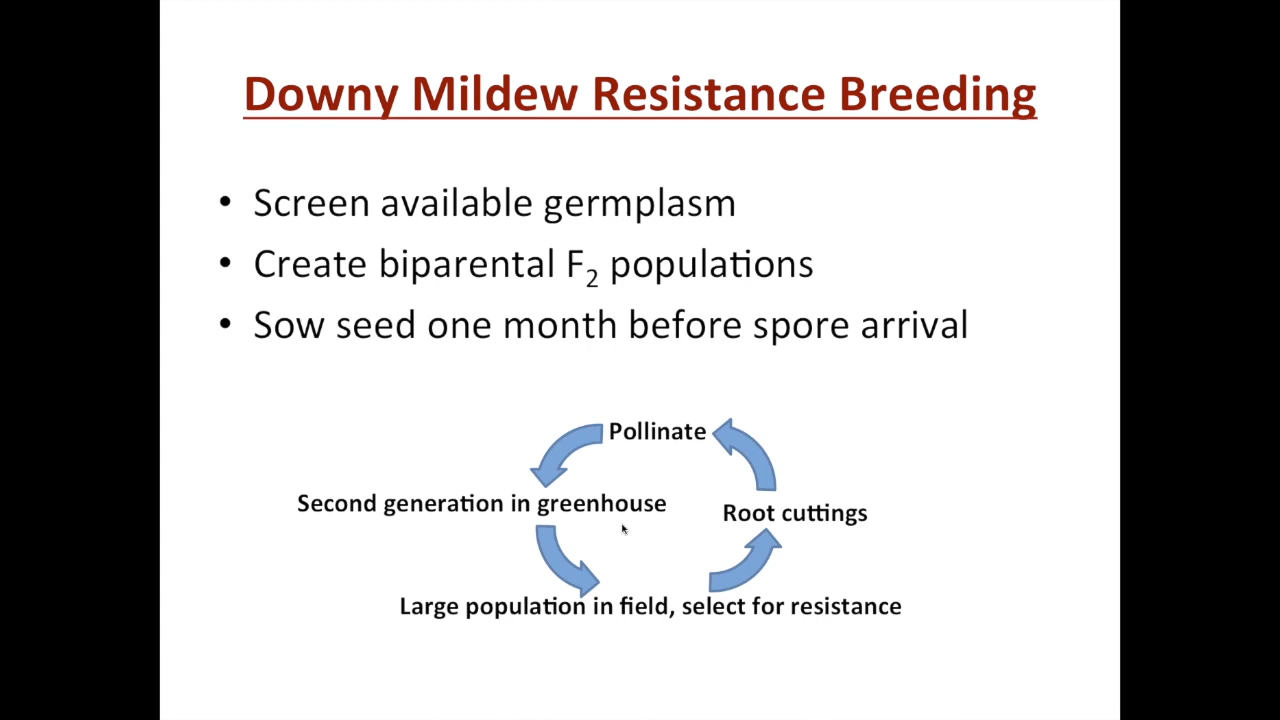 Downy Mildew Resistance Breeding
• Screen available germplasm
• Create biparental F₂ populations
• Sow seed one month before spore arrival
Pollinate
Second generation in greenhouse
Root cuttings
Large population in field, select for resistance